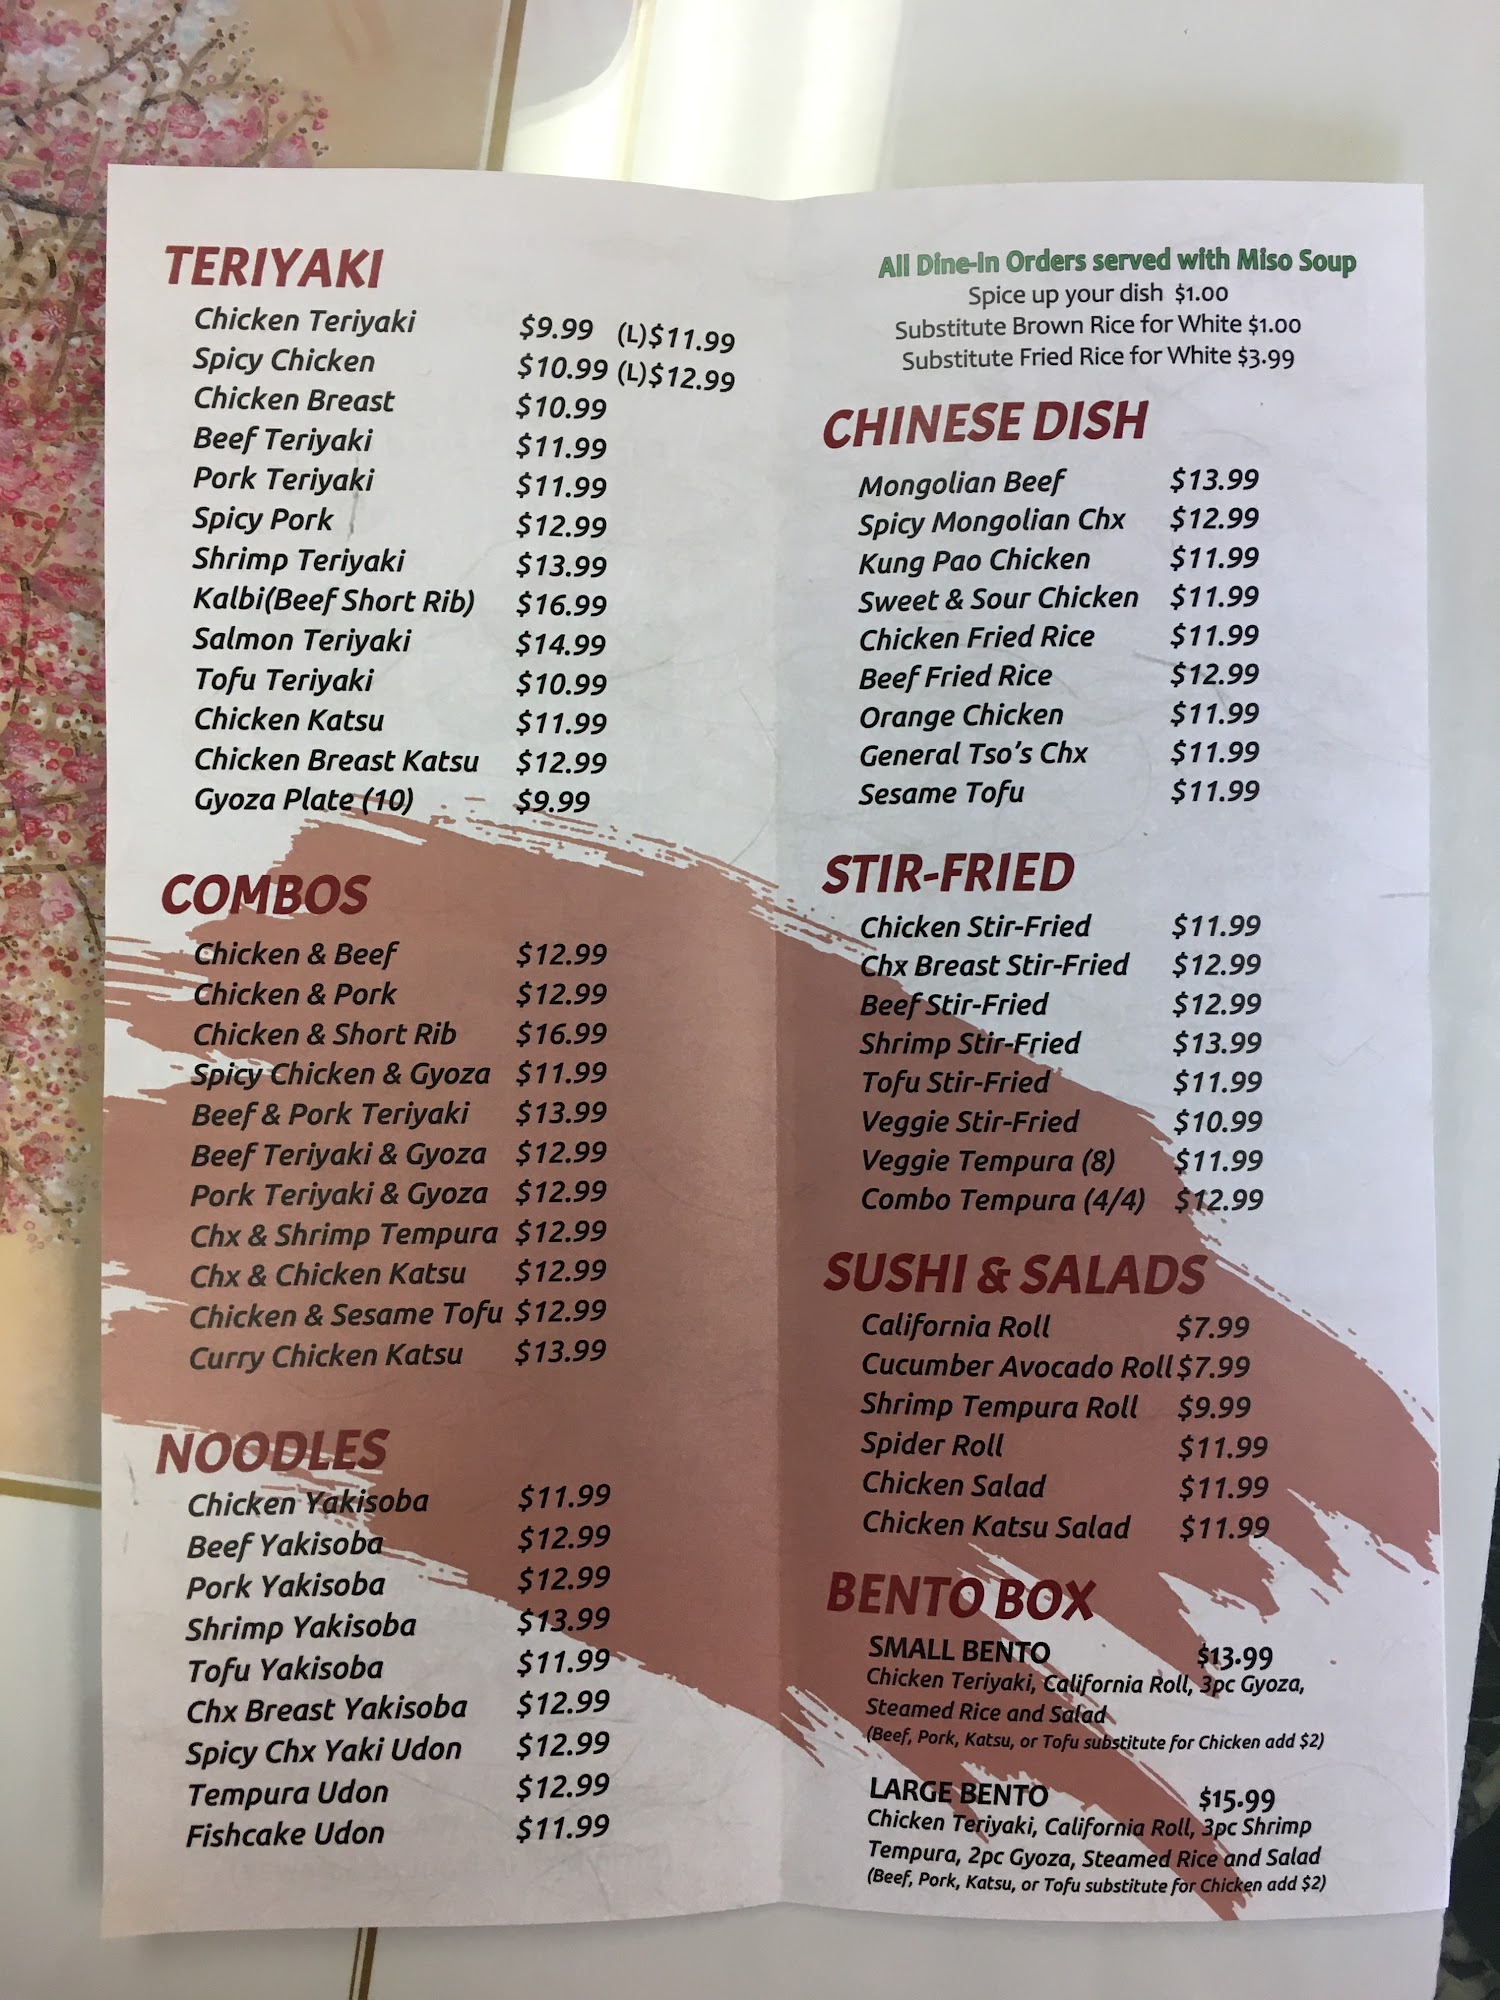 TERIYAKI
Chicken Teriyaki $9.99 (L)$11.99
Spicy Chicken $10.99 (L)$12.99
Chicken Breast $10.99
Beef Teriyaki $11.99
Pork Teriyaki $11.99
Spicy Pork $12.99
Shrimp Teriyaki $13.99
Kalbi(Beef Short Rib) $16.99
Salmon Teriyaki $14.99
Tofu Teriyaki $10.99
Chicken Katsu $11.99
Chicken Breast Katsu $12.99
Gyoza Plate (10) $9.99
COMBOS
Chicken & Beef $12.99
Chicken & Pork $12.99
Chicken & Short Rib $16.99
Spicy Chicken & Gyoza $11.99
Beef & Pork Teriyaki $13.99
Beef Teriyaki & Gyoza $12.99
Pork Teriyaki & Gyoza $12.99
Chx & Shrimp Tempura $12.99
Chx & Chicken Katsu $12.99
Chicken & Sesame Tofu $12.99
Curry Chicken Katsu $13.99
NOODLES
Chicken Yakisoba $11.99
Beef Yakisoba $12.99
Pork Yakisoba $12.99
Shrimp Yakisoba $13.99
Tofu Yakisoba $11.99
Chx Breast Yakisoba $12.99
Spicy Chx Yaki Udon $12.99
Tempura Udon $12.99
Fishcake Udon $11.99
All Dine-In Orders served with Miso Soup
Spice up your dish $1.00
Substitute Brown Rice for White $1.00
Substitute Fried Rice for White $3.99
CHINESE DISH
Mongolian Beef $13.99
Spicy Mongolian Chx $12.99
Kung Pao Chicken $11.99
Sweet & Sour Chicken $11.99
Chicken Fried Rice $11.99
Beef Fried Rice $12.99
Orange Chicken $11.99
General Tso's Chx $11.99
Sesame Tofu $11.99
STIR-FRIED
Chicken Stir-Fried $11.99
Chx Breast Stir-Fried $12.99
Beef Stir-Fried $12.99
Shrimp Stir-Fried $13.99
Tofu Stir-Fried $11.99
Veggie Stir-Fried $10.99
Veggie Tempura (8) $11.99
Combo Tempura (4/4) $12.99
SUSHI & SALADS
California Roll $7.99
Cucumber Avocado Roll $7.99
Shrimp Tempura Roll $9.99
Spider Roll $11.99
Chicken Salad $11.99
Chicken Katsu Salad $11.99
BENTO BOX
SMALL BENTO $13.99
Chicken Teriyaki, California Roll, 3pc Gyoza,
Steamed Rice and Salad
(Beef, Pork, Katsu, or Tofu substitute for Chicken add $2)
LARGE BENTO $15.99
Chicken Teriyaki, California Roll, 3pc Shrimp
Tempura, 2pc Gyoza, Steamed Rice and Salad
(Beef, Pork, Katsu, or Tofu substitute for Chicken add $2)